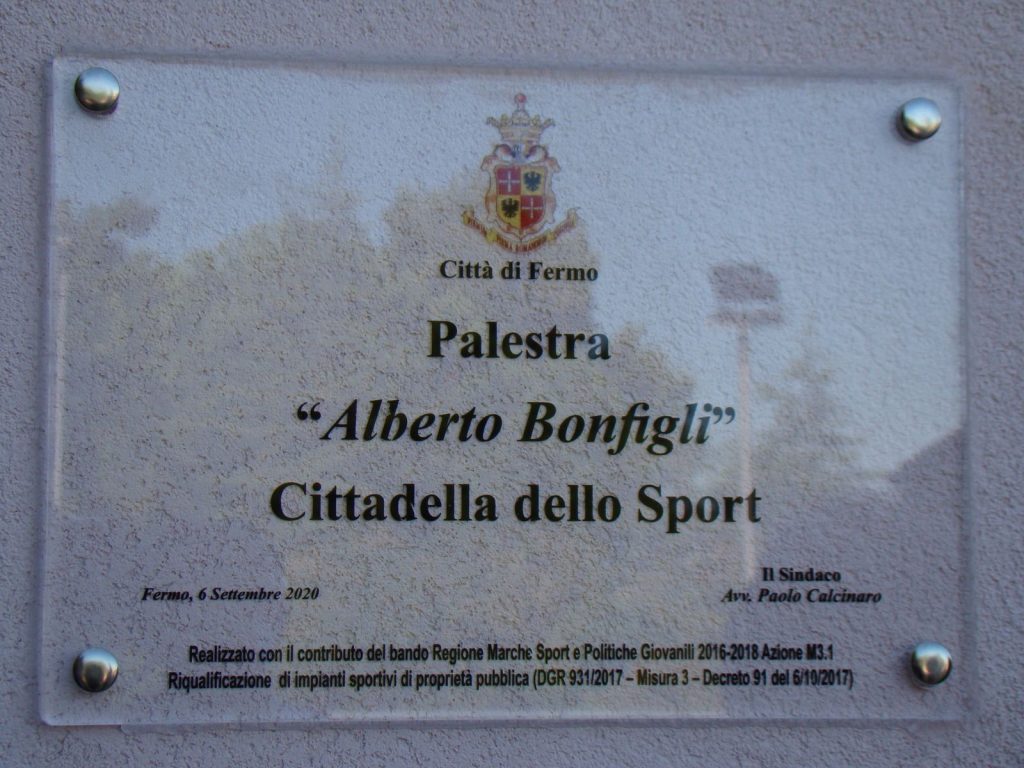 Città di Fermo
Palestra
“Alberto Bonfigli”
Cittadella dello Sport
Fermo, 6 Settembre 2020
Il Sindaco
Avv. Paolo Calcinaro
Realizzato con il contributo del bando Regione Marche Sport e Politiche Giovanili 2016-2018 Azione M3.1
Riqualificazione di impianti sportivi di proprietà pubblica (DGR 931/2017 – Misura 3 – Decreto 91 del 6/10/2017)